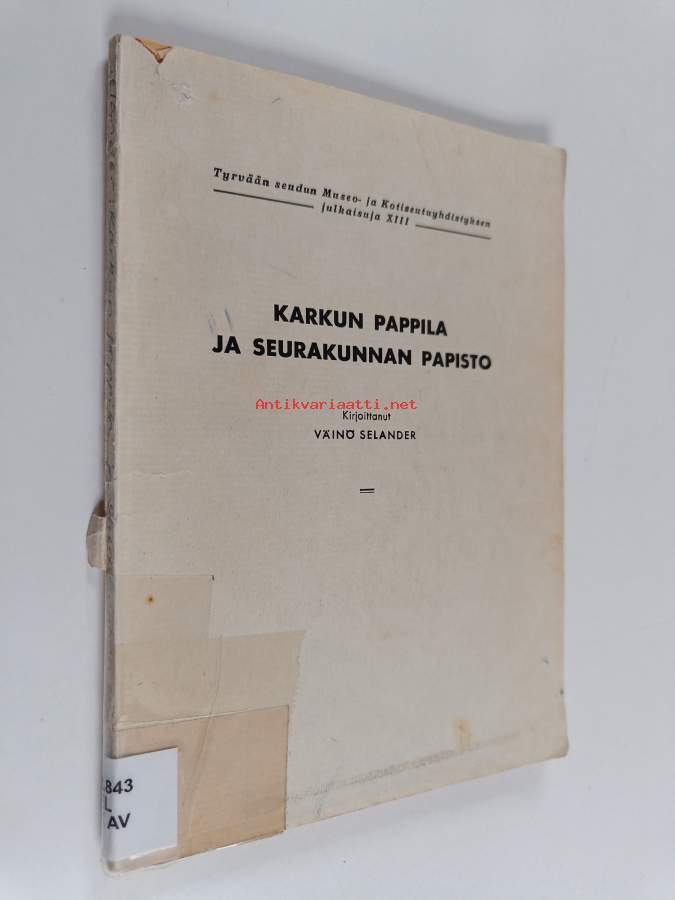 Tyrvään seudun Museo- ja Kotiseutuyhdistyksen
julkaisuja XIII
KARKUN PAPPILA
JA SEURAKUNNAN PAPISTO
Antikvariaatti.net
Kirjoittanut
VÄINÖ SELANDER
843
L
AV